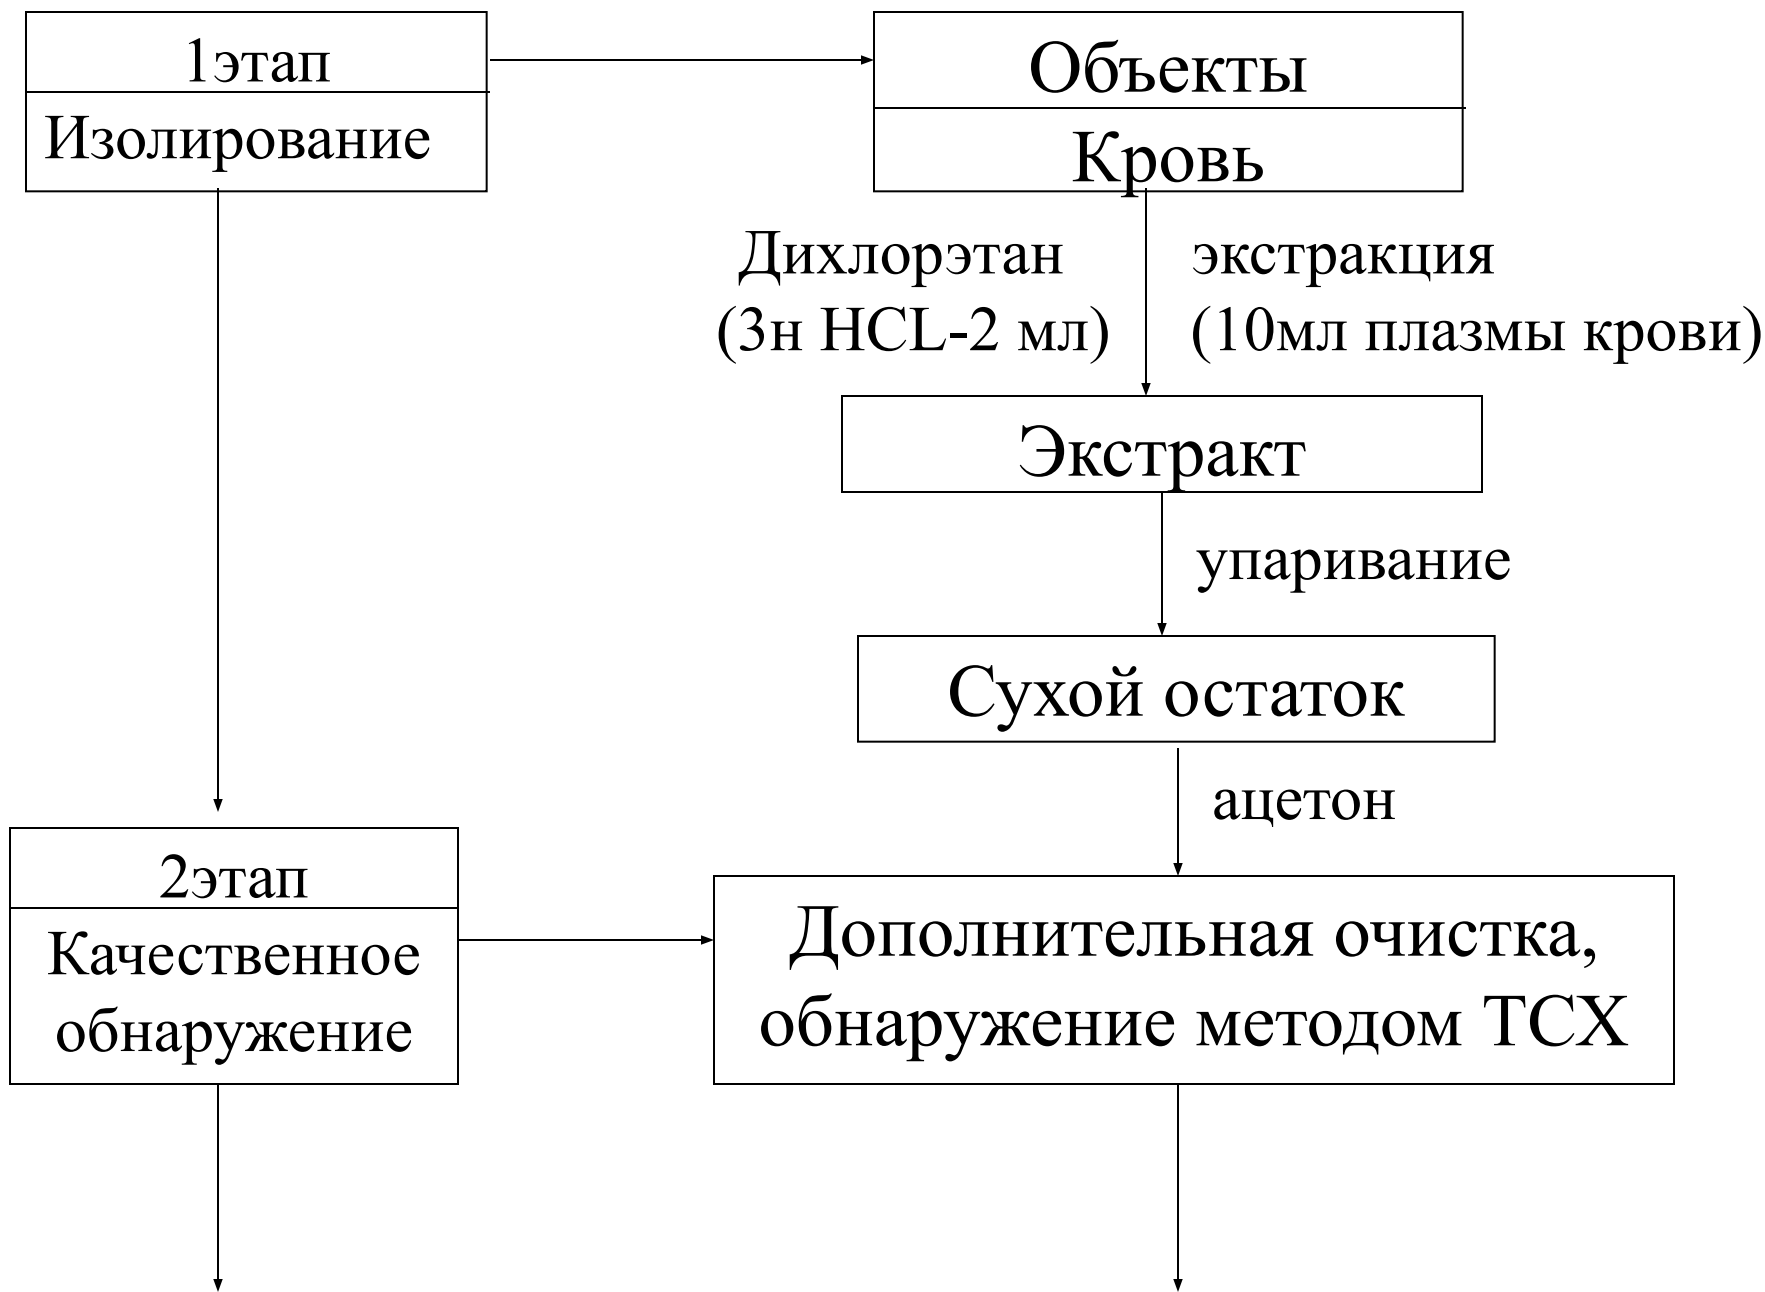 1этап
Изолирование
Объекты
Кровь
Дихлорэтан
(3н HCL-2 мл)
экстракция
(10мл плазмы крови)
Экстракт
упаривание
Сухой остаток
ацетон
2этап
Качественное
обнаружение
Дополнительная очистка,
обнаружение методом ТСХ